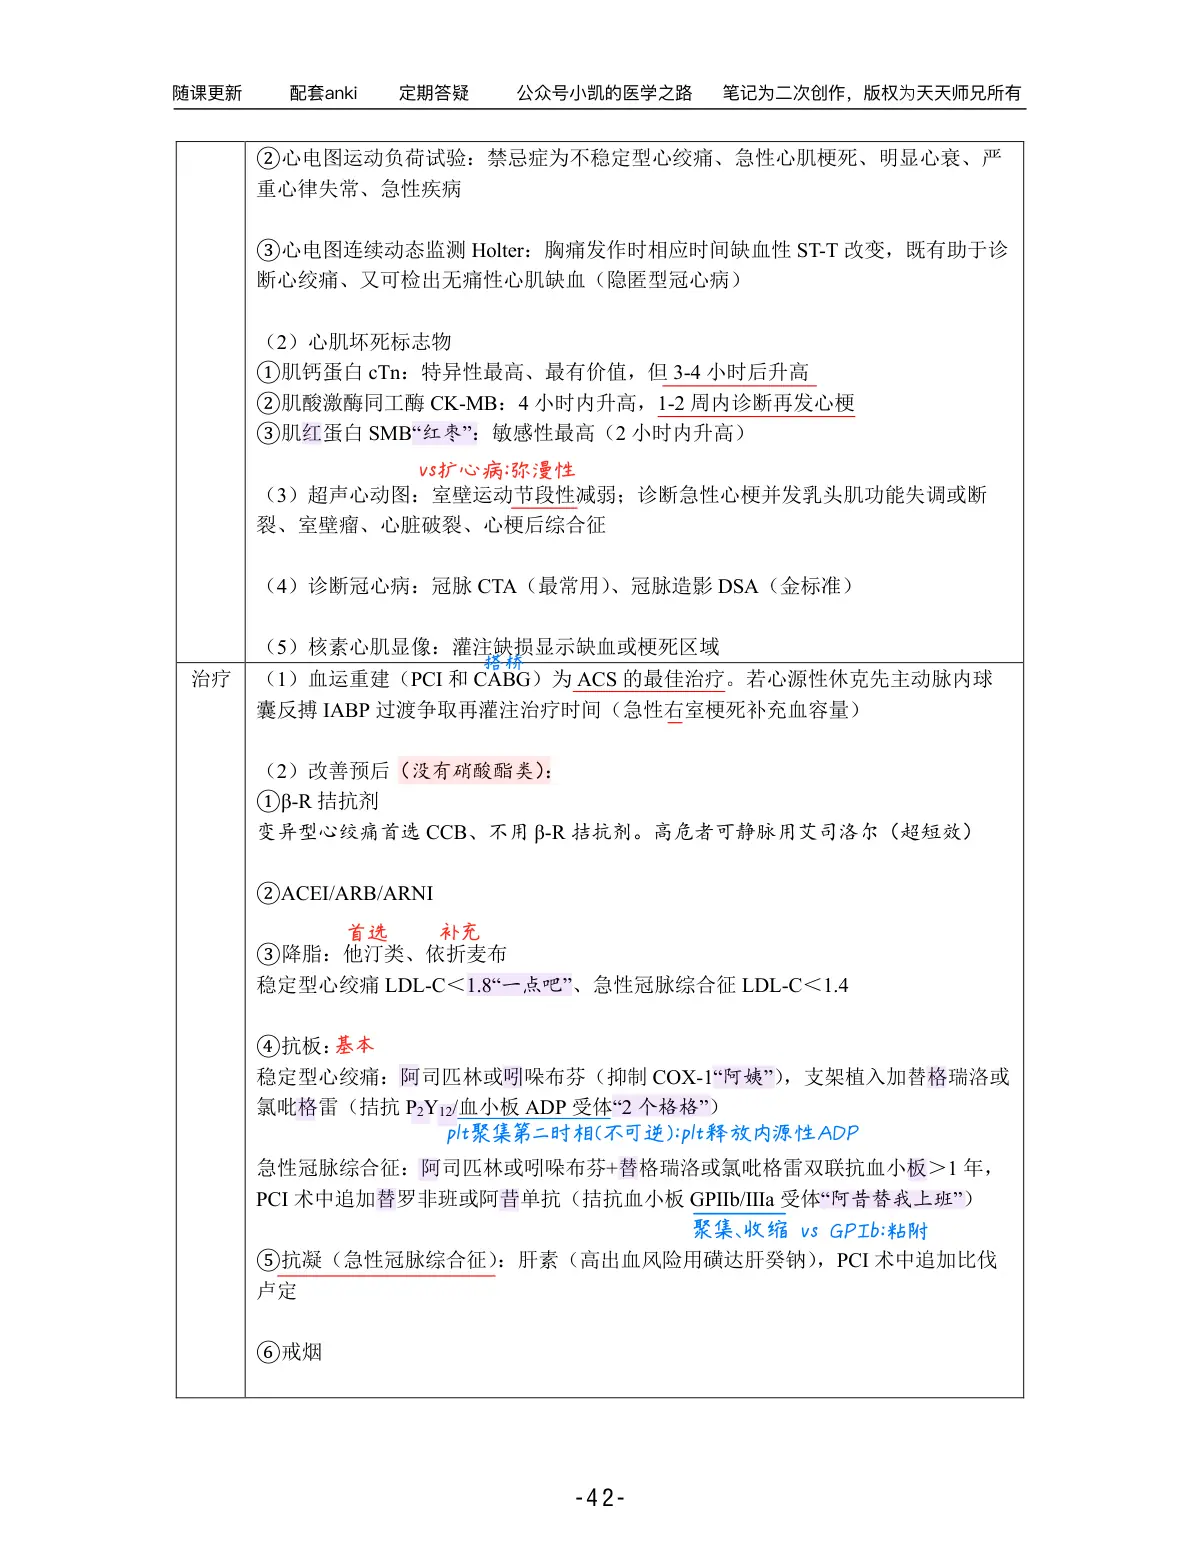 随课更新 配套anki 定期答疑 公众号小凯的医学之路 笔记为二次创作，版权为天天师兄所有
②心电图运动负荷试验：禁忌症为不稳定型心绞痛、急性心肌梗死、明显心衰、严
重心律失常、急性疾病
③心电图连续动态监测 Holter：胸痛发作时相应时间缺血性 ST-T 改变，既有助于诊
断心绞痛、又可检出无痛性心肌缺血（隐匿型冠心病）
（2）心肌坏死标志物
①肌钙蛋白 cTn：特异性最高、最有价值，但 3-4 小时后升高
②肌酸激酶同工酶 CK-MB：4 小时内升高，1-2 周内诊断再发心梗
③肌红蛋白 SMB“红枣”：敏感性最高（2 小时内升高）
vs扩心病:弥漫性
（3）超声心动图：室壁运动节段性减弱；诊断急性心梗并发乳头肌功能失调或断
裂、室壁瘤、心脏破裂、心梗后综合征
（4）诊断冠心病：冠脉 CTA（最常用）、冠脉造影 DSA（金标准）
（5）核素心肌显像：灌注缺损显示缺血或梗死区域
搭桥
治疗 （1）血运重建（PCI 和 CABG）为 ACS 的最佳治疗。若心源性休克先主动脉内球
囊反搏 IABP 过渡争取再灌注治疗时间（急性右室梗死补充血容量）
（2）改善预后（没有硝酸酯类）：
①β-R 拮抗剂
变异型心绞痛首选 CCB、不用 β-R 拮抗剂。高危者可静脉用艾司洛尔（超短效）
②ACEI/ARB/ARNI
首选 补充
③降脂：他汀类、依折麦布
稳定型心绞痛 LDL-C＜1.8“一点吧”、急性冠脉综合征 LDL-C＜1.4
④抗板：基本
稳定型心绞痛：阿司匹林或吲哚布芬（抑制 COX-1“阿姨”），支架植入加替格瑞洛或
氯吡格雷（拮抗 P2Y12/血小板 ADP 受体“2 个格格”）
plt聚集第二时相(不可逆):plt释放内源性ADP
急性冠脉综合征：阿司匹林或吲哚布芬+替格瑞洛或氯吡格雷双联抗血小板＞1 年，
PCI 术中追加替罗非班或阿昔单抗（拮抗血小板 GPIIb/IIIa 受体“阿昔替我上班”）
聚集、收缩 vs GPIb:粘附
⑤抗凝（急性冠脉综合征）：肝素（高出血风险用磺达肝癸钠），PCI 术中追加比伐
卢定
⑥戒烟
-42-